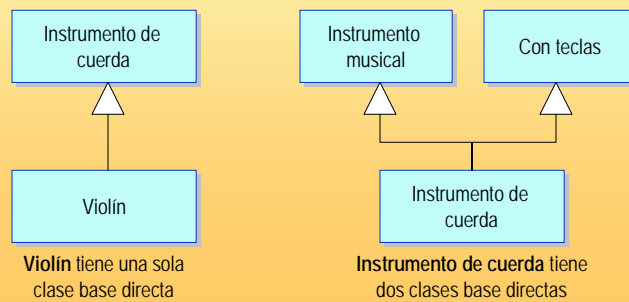 Instrumento de
cuerda
Violín
Violín tiene una sola
clase base directa
Instrumento
musical
Con teclas
Instrumento de
cuerda
Instrumento de cuerda tiene
dos clases base directas